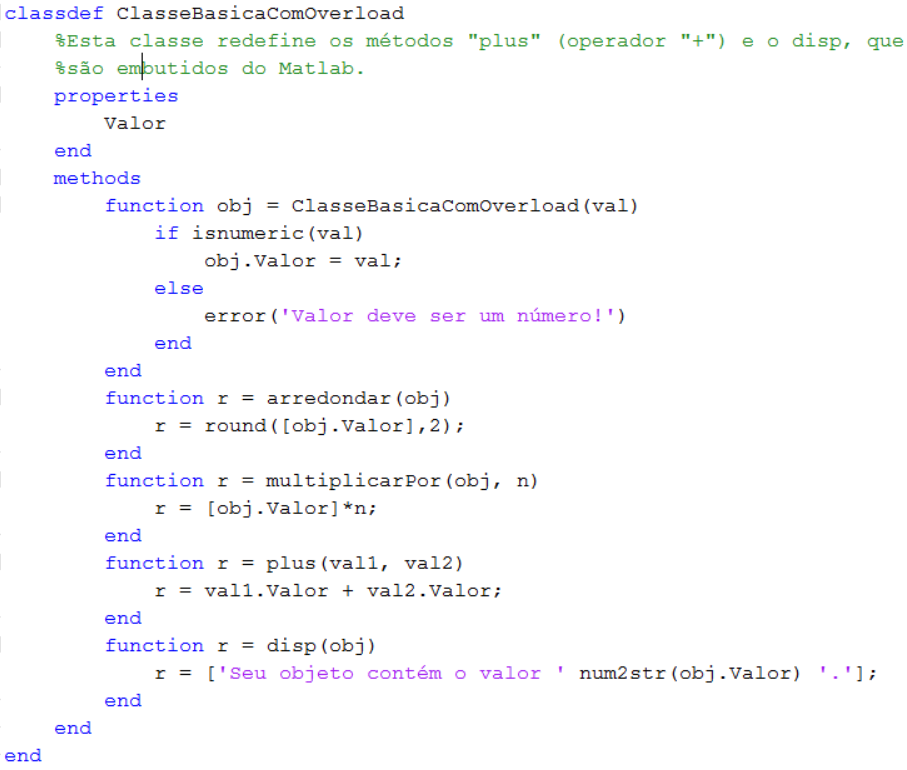 classdef ClasseBasicaComOverload
    %Esta classe redefine os métodos "plus" (operador "+") e o disp, que
    %são embutidos do Matlab.
    properties
        Valor
    end
    methods
        function obj = ClasseBasicaComOverload(val)
            if isnumeric(val)
                obj.Valor = val;
            else
                error('Valor deve ser um número!')
            end
        end
        function r = arredondar(obj)
            r = round([obj.Valor],2);
        end
        function r = multiplicarPor(obj, n)
            r = [obj.Valor]*n;
        end
        function r = plus(val1, val2)
            r = val1.Valor + val2.Valor;
        end
        function r = disp(obj)
            r = ['Seu objeto contém o valor ' num2str(obj.Valor) '.'];
        end
    end
end